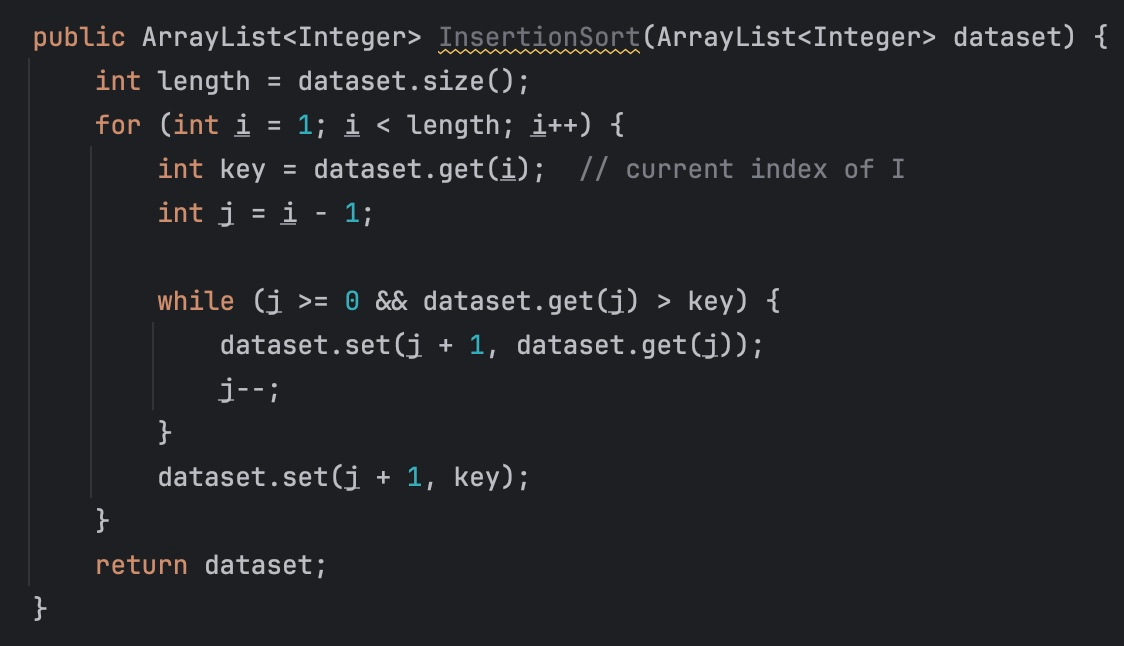 public ArrayList<Integer> InsertionSort(ArrayList<Integer> dataset) {
    int length = dataset.size();
    for (int i = 1; i < length; i++) {
        int key = dataset.get(i);  // current index of I
        int j = i - 1;

        while (j >= 0 && dataset.get(j) > key) {
            dataset.set(j + 1, dataset.get(j));
            j--;
        }
        dataset.set(j + 1, key);
    }
    return dataset;
}